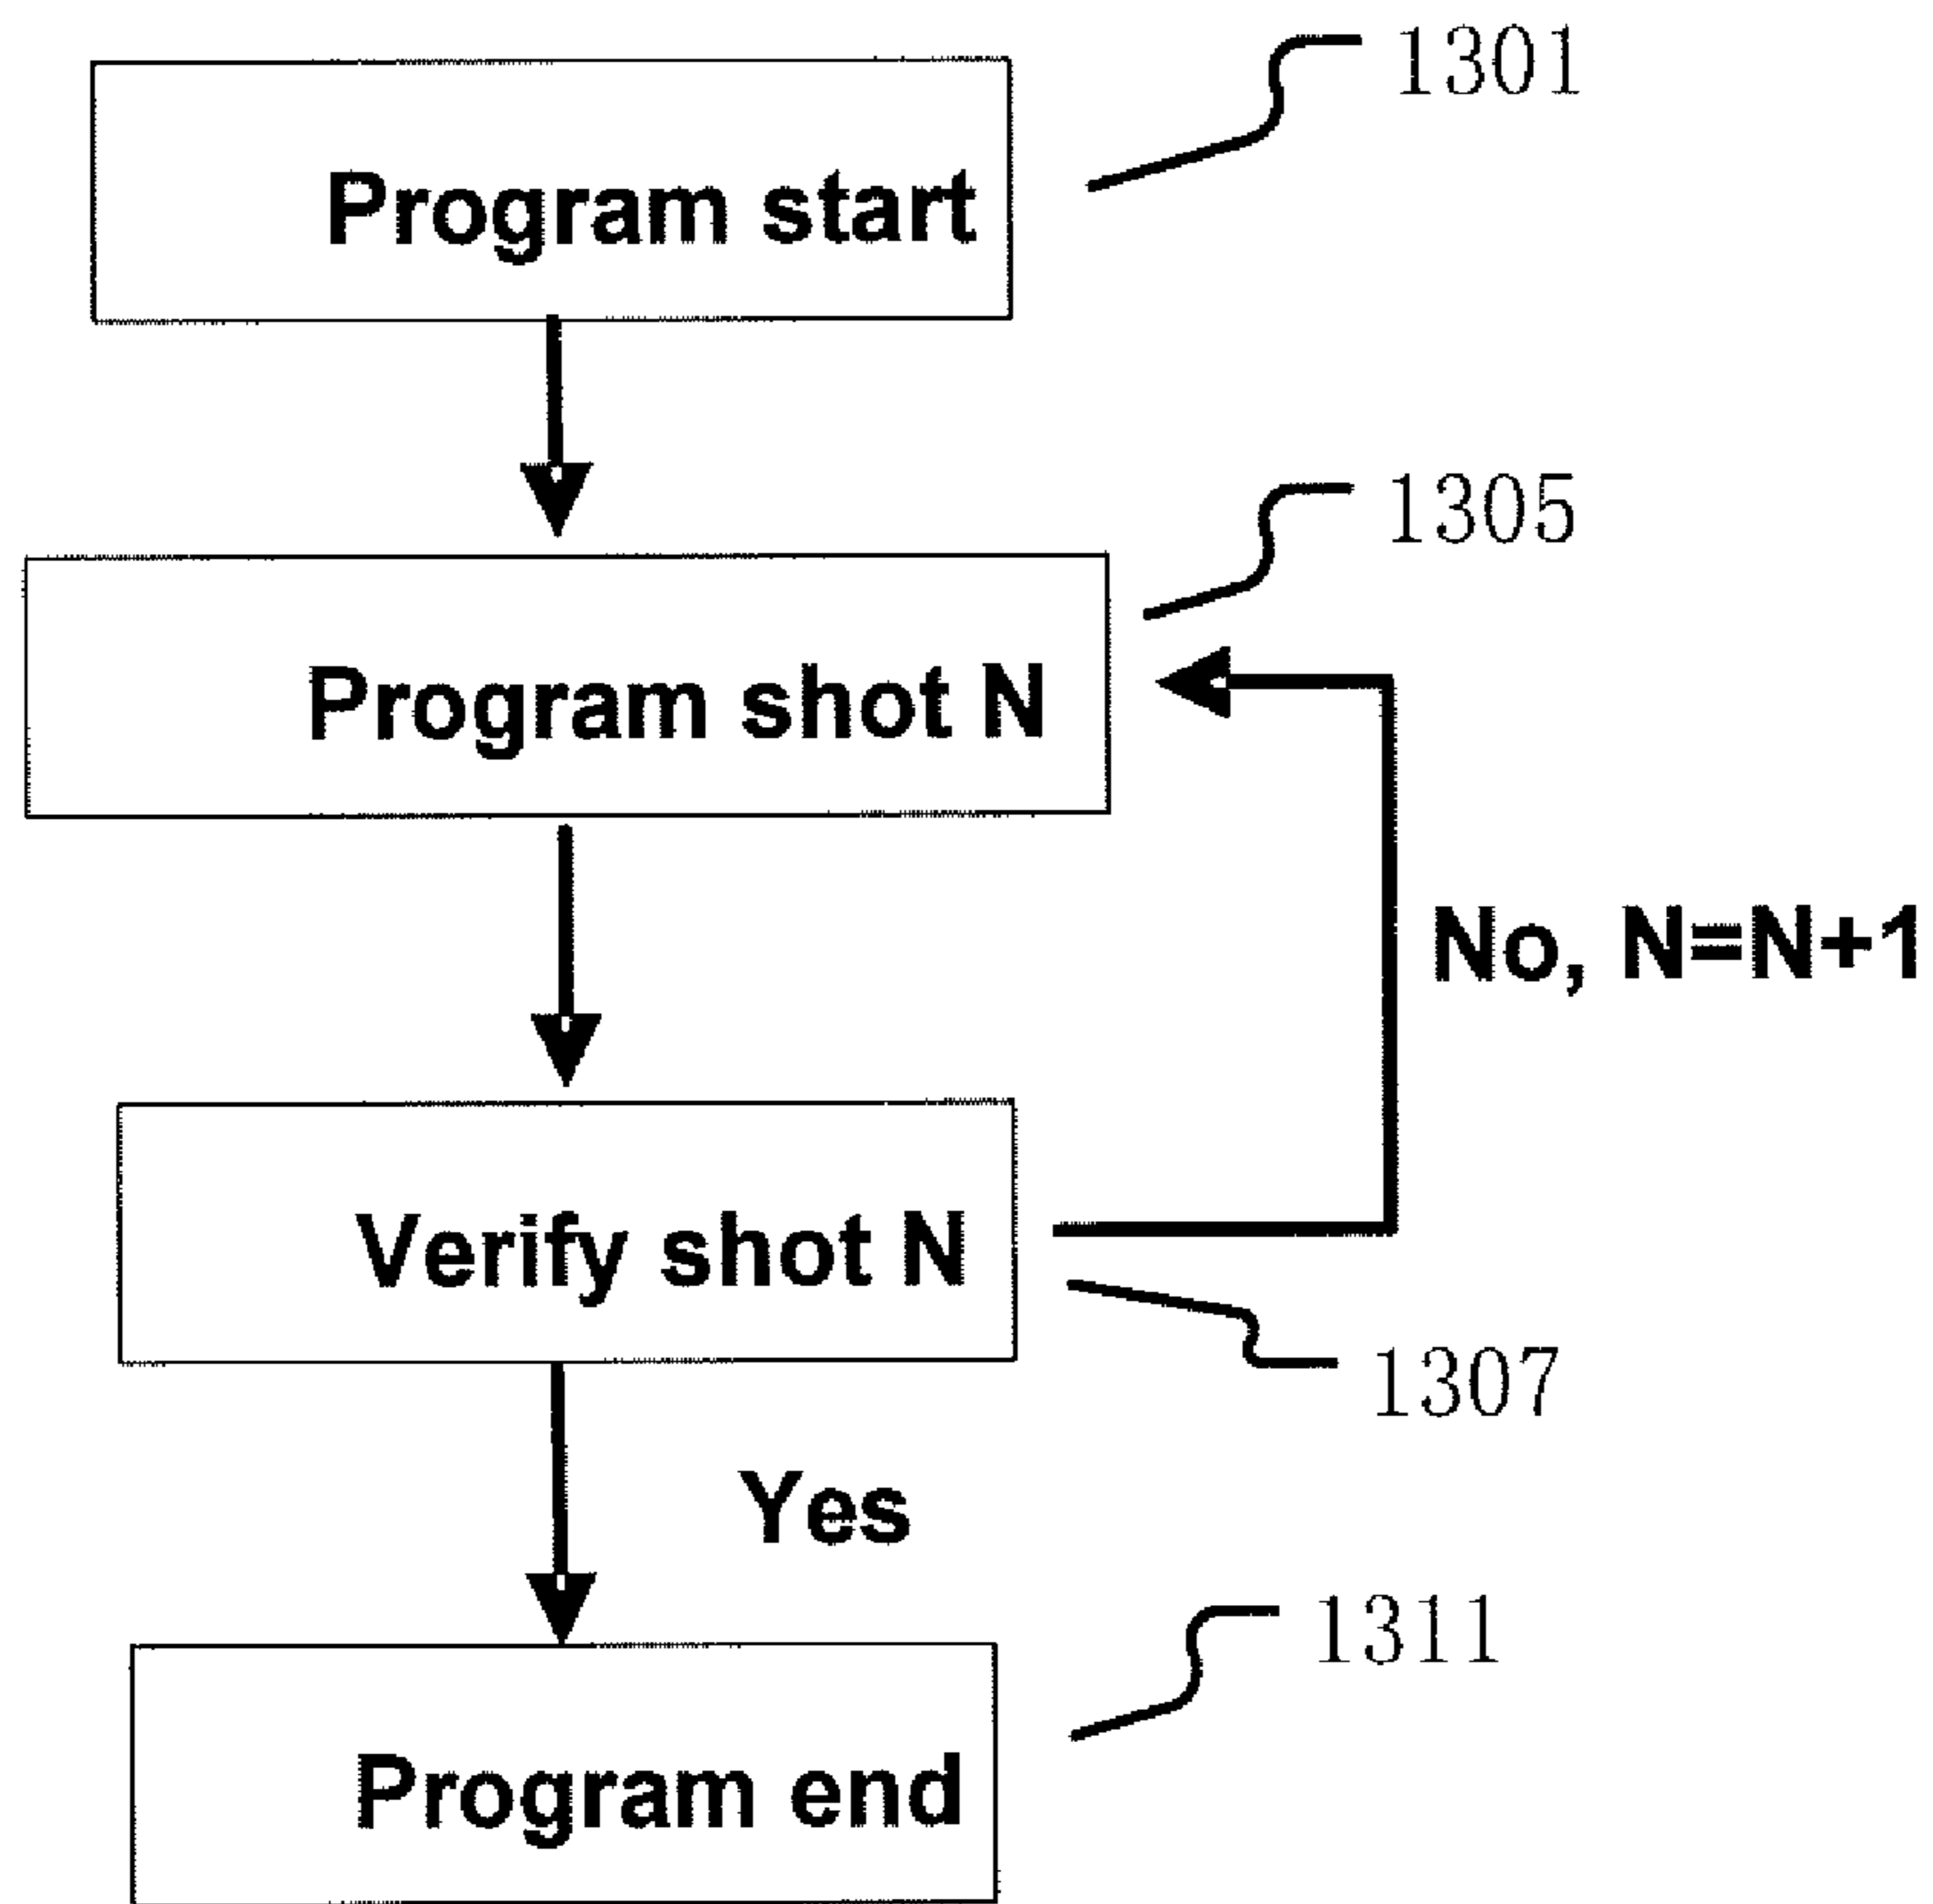 1301
Program start
1305
Program shot N
No, N=N+1
Verify shot N
1307
Yes
1311
Program end